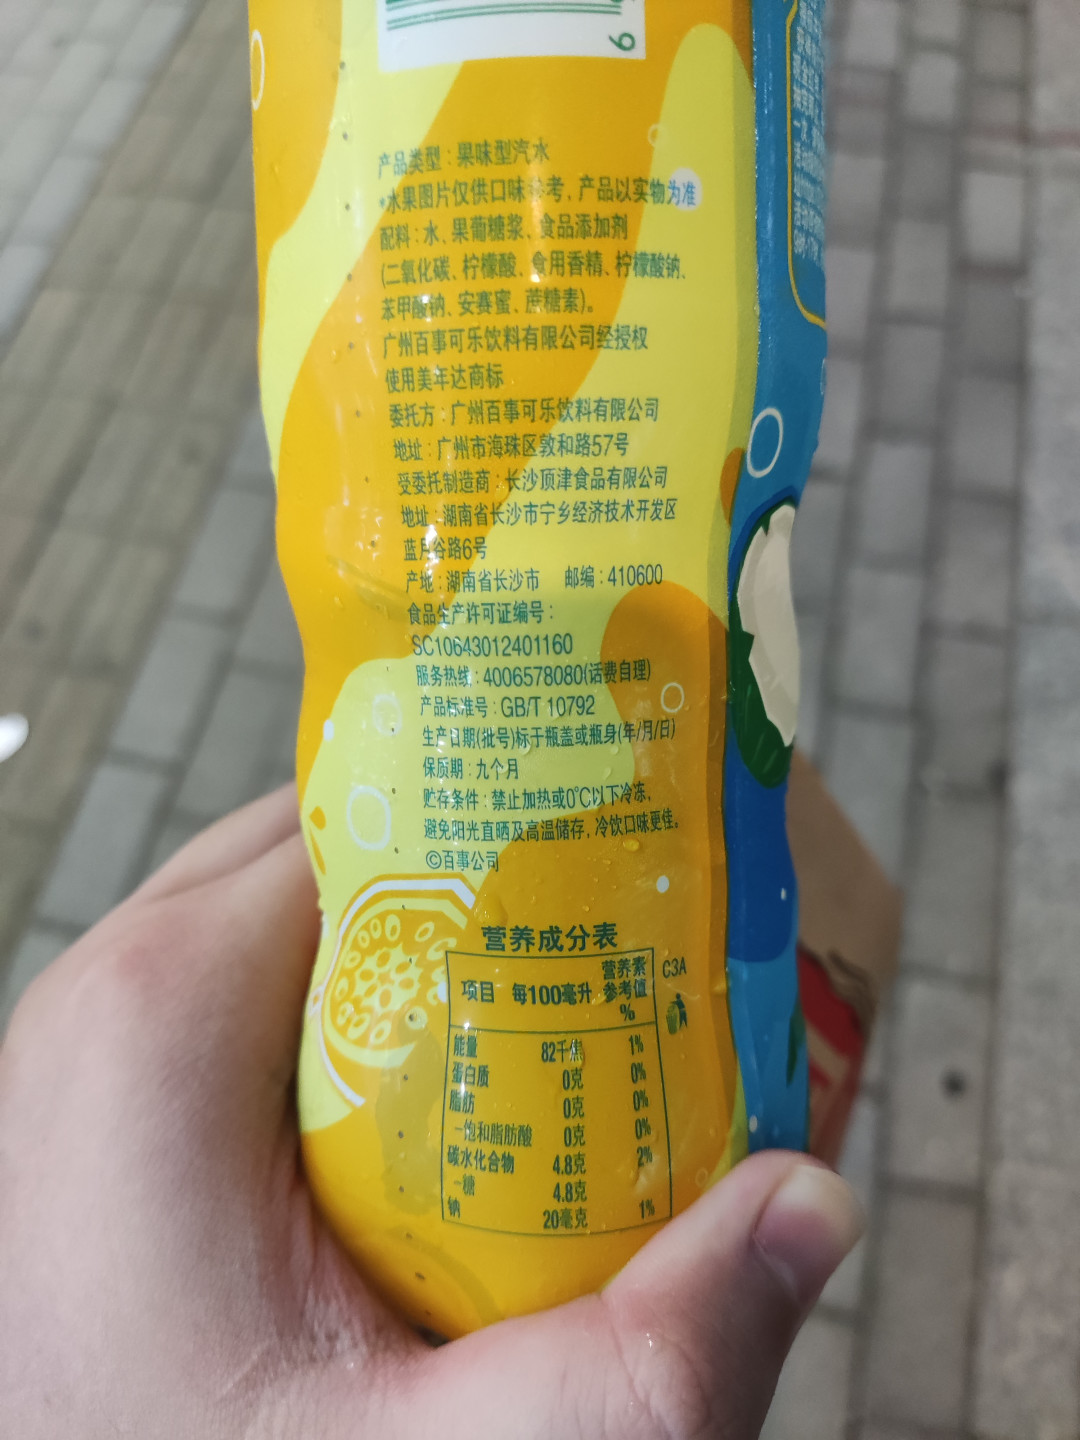 9
产品类型：果味型汽水
*水果图片仅供口味参考，产品以实物为准
配料：水、果葡糖浆、食品添加剂
(二氧化碳、柠檬酸、食用香精、柠檬酸钠、
苯甲酸钠、安赛蜜、蔗糖素)。
广州百事可乐饮料有限公司经授权
使用美年达商标
委托方：广州百事可乐饮料有限公司
地址：广州市海珠区敦和路57号
受委托制造商：长沙顶津食品有限公司
地址：湖南省长沙市宁乡经济技术开发区
蓝月谷路6号
产地：湖南省长沙市 邮编：410600
食品生产许可证编号：
SC10643012401160
服务热线：4006578080(话费自理)
产品标准号：GB/T 10792
生产日期(批号)标于瓶盖或瓶身(年/月/日)
保质期：九个月
贮存条件：禁止加热或0℃以下冷冻，
避免阳光直晒及高温储存，冷饮口味更佳。
©百事公司
营养成分表
项目 每100毫升 营养素参考值%
C3A
能量 82千焦 1%
蛋白质 0克 0%
脂肪 0克 0%
-饱和脂肪酸 0克 0%
碳水化合物 4.8克 2%
-糖 4.8克
钠 20毫克 1%